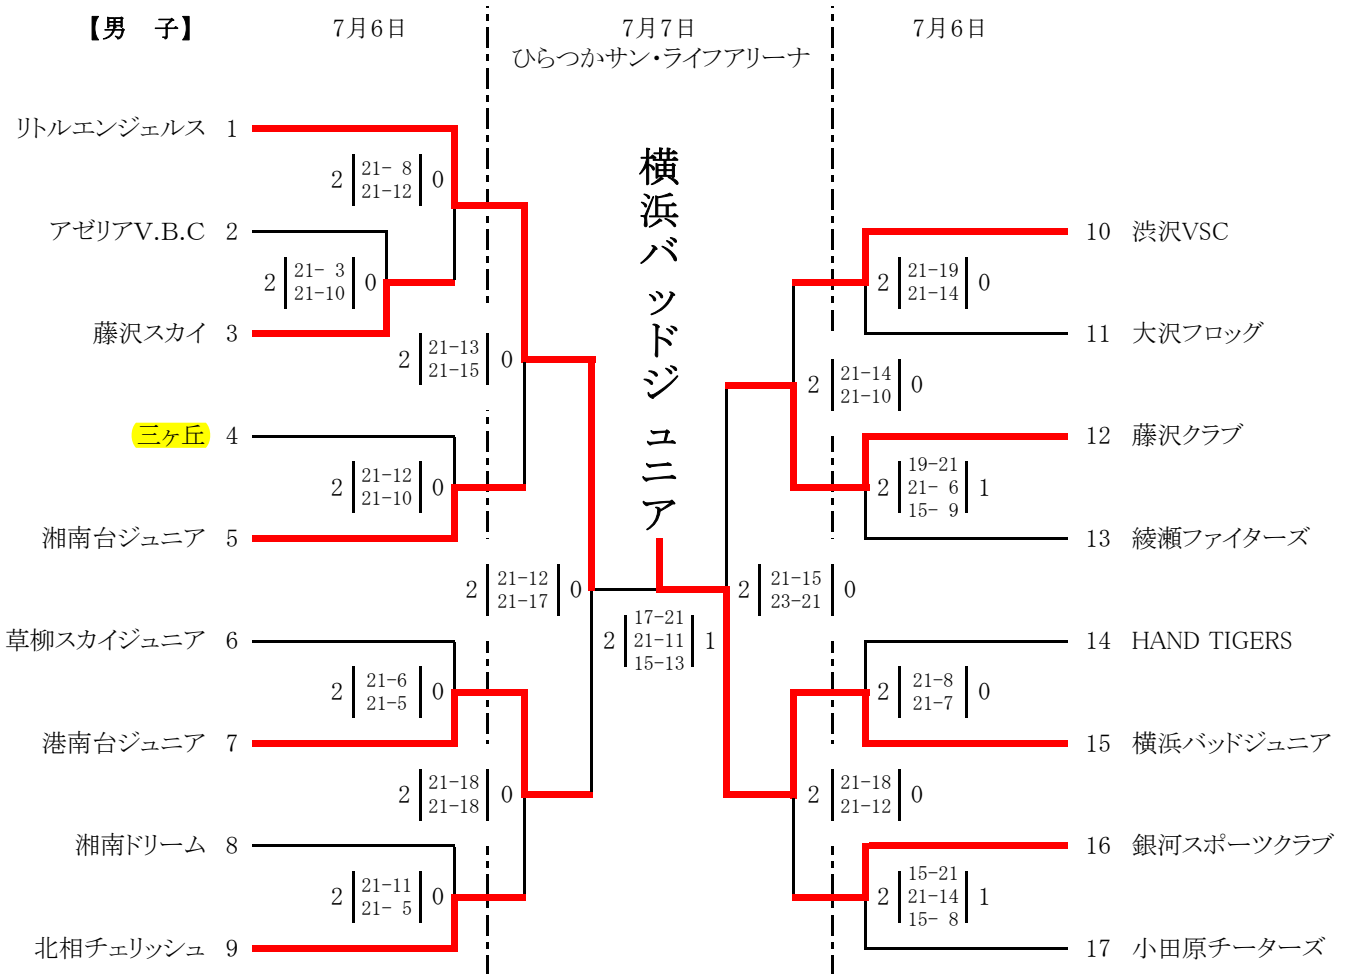 【男　子】 7月6日 7月7日 7月6日
ひらつかサン・ライフアリーナ
横浜バッドジュニア
リトルエンジェルス 1
2 21- 8 0
21-12
アゼリアV.B.C 2
2 21- 3 0
21-10
藤沢スカイ 3
2 21-13 0
21-15
三ヶ丘 4
2 21-12 0
21-10
湘南台ジュニア 5
2 21-12 0
21-17
草柳スカイジュニア 6
2 21-6 0
21-5
港南台ジュニア 7
2 21-18 0
21-18
湘南ドリーム 8
2 21-11 0
21- 5
北相チェリッシュ 9
17-21
2 21-11 1
15-13
10 渋沢VSC
2 21-19 0
21-14
11 大沢フロッグ
2 21-14 0
21-10
12 藤沢クラブ
19-21
2 21- 6 1
15- 9
13 綾瀬ファイターズ
2 21-15 0
23-21
14 HAND TIGERS
2 21-8 0
21-7
15 横浜バッドジュニア
2 21-18 0
21-12
16 銀河スポーツクラブ
15-21
2 21-14 1
15- 8
17 小田原チーターズ